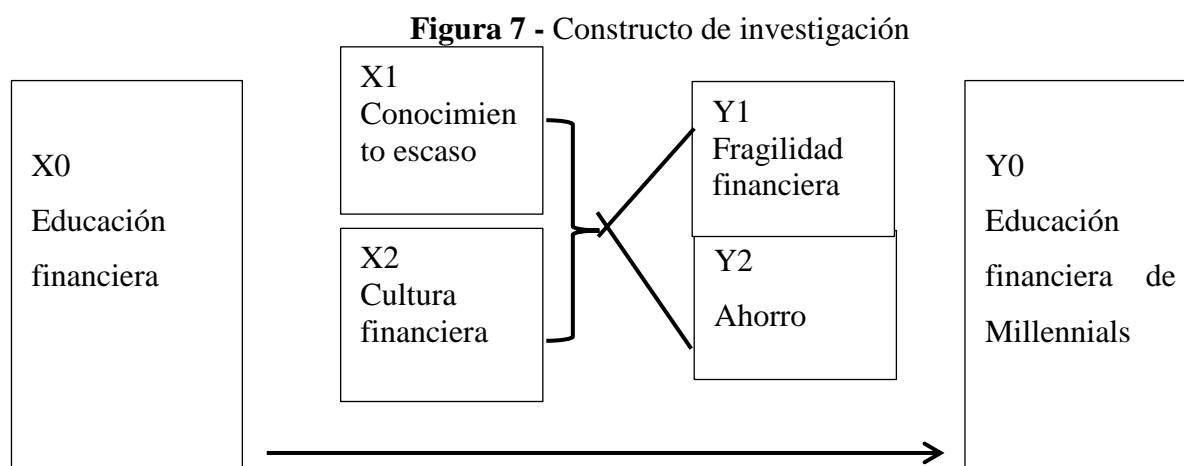 Figura 7 - Constructo de investigación
X0
Educación
financiera
X1
Conocimien
to escaso
X2
Cultura
financiera
Y1
Fragilidad
financiera
Y2
Ahorro
Y0
Educación
financiera de
Millennials